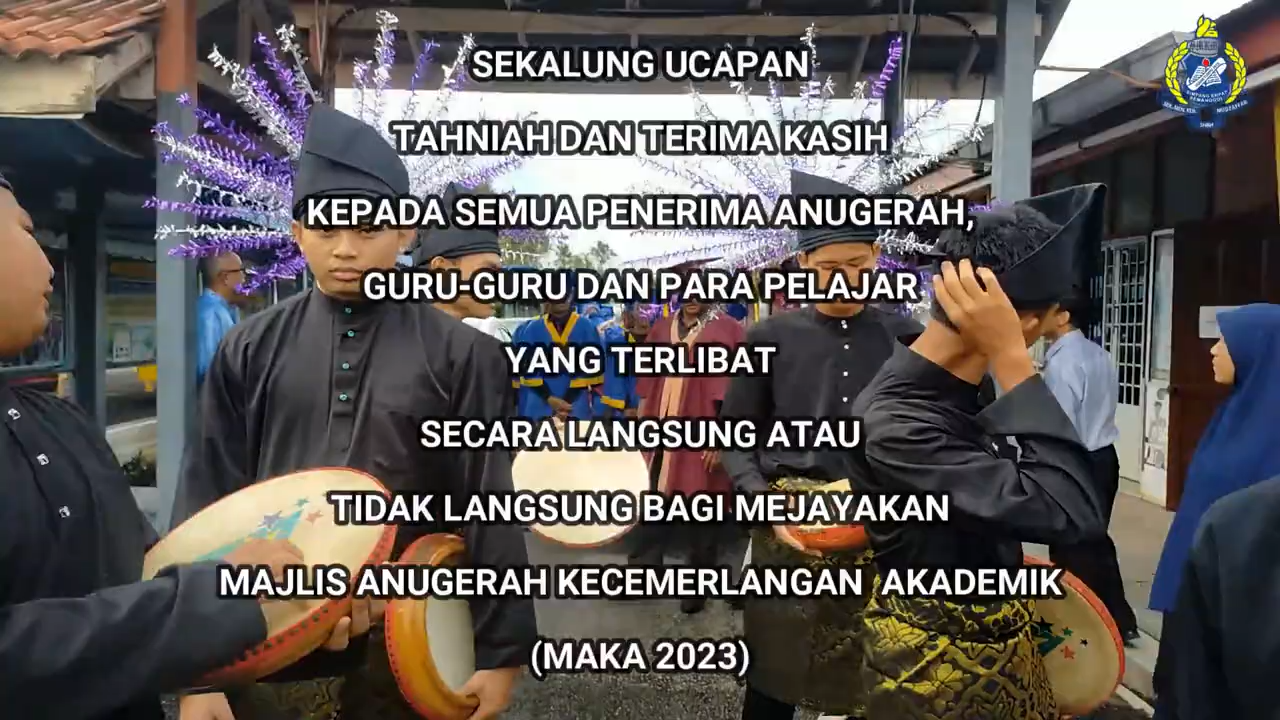 SEKALUNG UCAPAN
TAHNIAH DAN TERIMA KASIH
KEPADA SEMUA PENERIMA ANUGERAH,
GURU-GURU DAN PARA PELAJAR
YANG TERLIBAT
SECARA LANGSUNG ATAU
TIDAK LANGSUNG BAGI MEJAYAKAN
MAJLIS ANUGERAH KECEMERLANGAN AKADEMIK
(MAKA 2023)